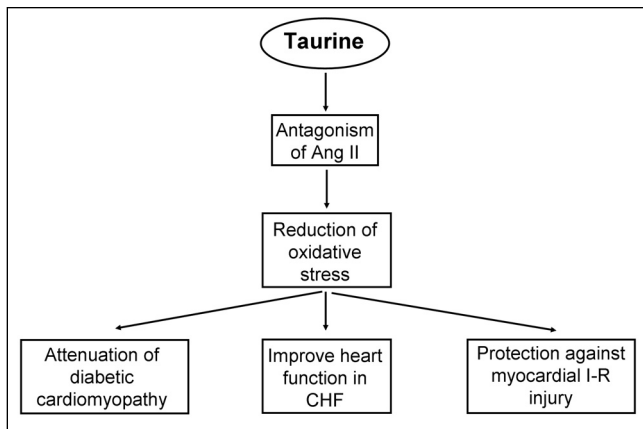 Taurine
Antagonism
of Ang II
Reduction of
oxidative
stress
Attenuation of
diabetic
cardiomyopathy
Improve heart
function in
CHF
Protection against
myocardial I-R
injury